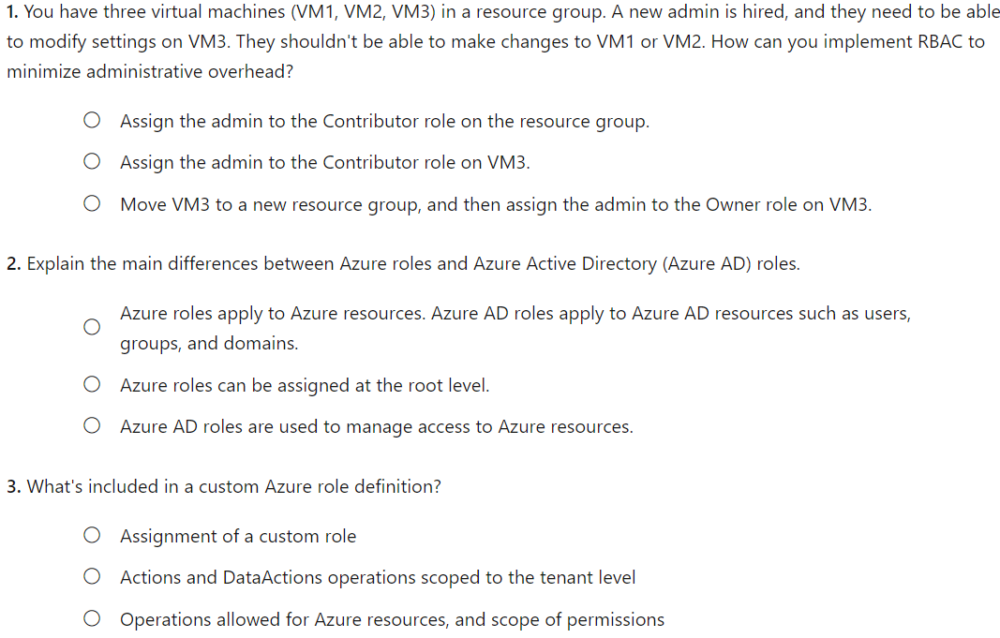 1. You have three virtual machines (VM1, VM2, VM3) in a resource group. A new admin is hired, and they need to be able
to modify settings on VM3. They shouldn't be able to make changes to VM1 or VM2. How can you implement RBAC to
minimize administrative overhead?
Assign the admin to the Contributor role on the resource group.
Assign the admin to the Contributor role on VM3.
Move VM3 to a new resource group, and then assign the admin to the Owner role on VM3.
2. Explain the main differences between Azure roles and Azure Active Directory (Azure AD) roles.
Azure roles apply to Azure resources. Azure AD roles apply to Azure AD resources such as users,
groups, and domains.
Azure roles can be assigned at the root level.
Azure AD roles are used to manage access to Azure resources.
3. What's included in a custom Azure role definition?
Assignment of a custom role
Actions and DataActions operations scoped to the tenant level
Operations allowed for Azure resources, and scope of permissions